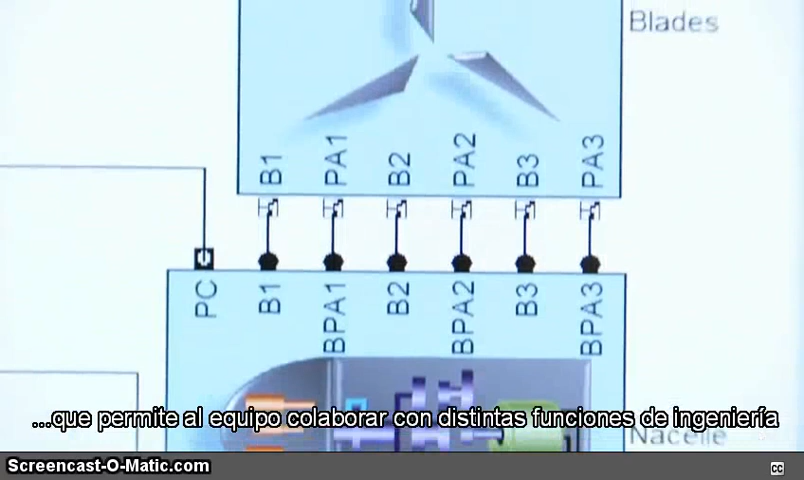 Blades
B1 PA1 B2 PA2 B3 PA3
PC B1 BPA1 B2 BPA2 B3 BPA3
...que permite al equipo colaborar con distintas funciones de ingeniería
Nacelle
Screencast-O-Matic.com
cc